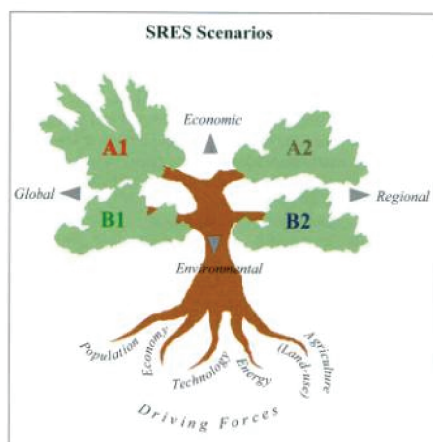 SRES Scenarios
Economic
A1
A2
Global
Regional
B1
B2
Environmental
Population
Economy
Technology
Energy
Agriculture
(Land-use)
Driving Forces